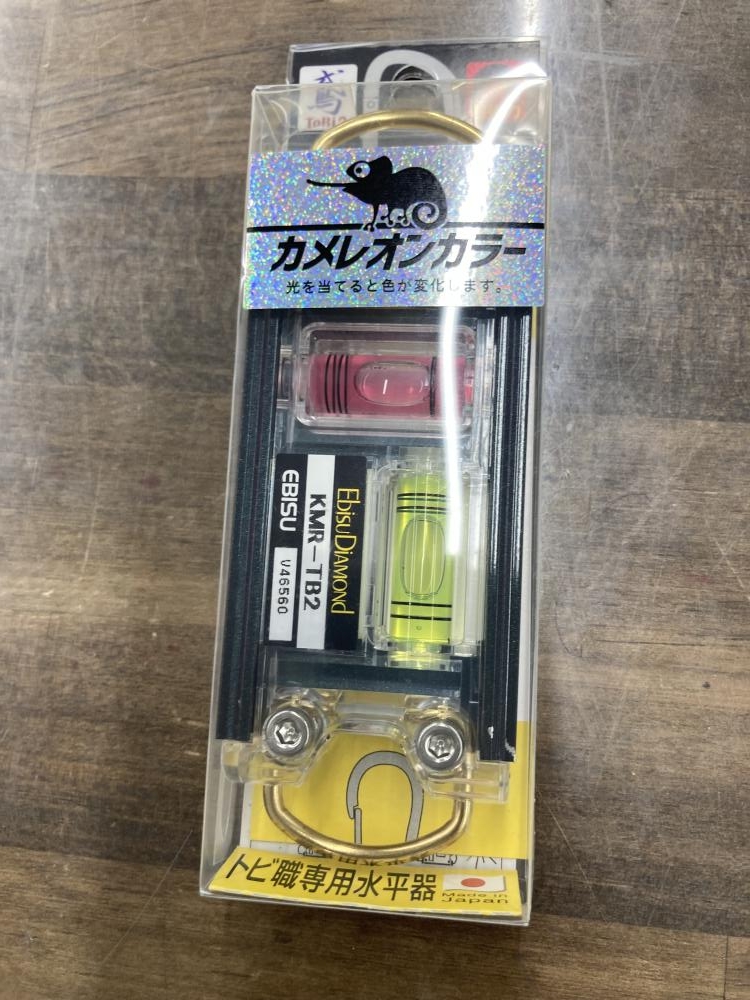 鳶
カメレオンカラー
光を当てると色が変化します。
EbisuDIAMOND
KMR-TB2
EBISU
V46560
トビ職専用水平器
Made in
Japan